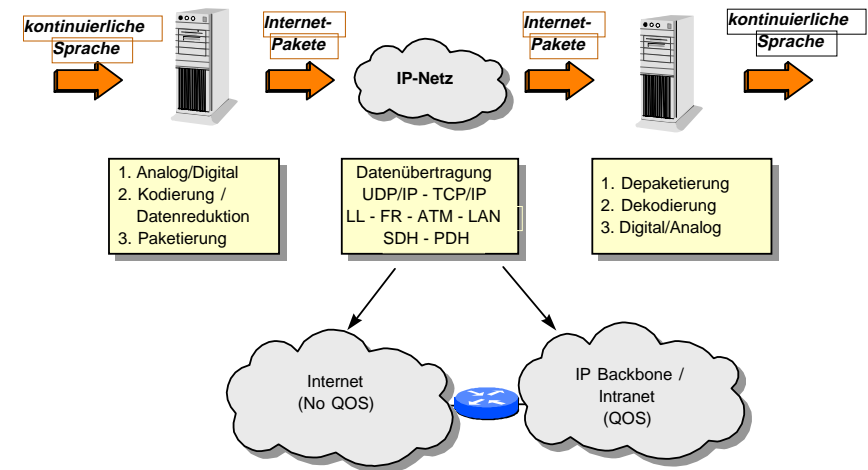 kontinuierliche
Sprache
Internet-
Pakete
IP-Netz
Internet-
Pakete
kontinuierliche
Sprache
1. Analog/Digital
2. Kodierung /
Datenreduktion
3. Paketierung
Datenübertragung
UDP/IP - TCP/IP
LL - FR - ATM - LAN
SDH - PDH
1. Depaketierung
2. Dekodierung
3. Digital/Analog
Internet
(No QOS)
IP Backbone /
Intranet
(QOS)